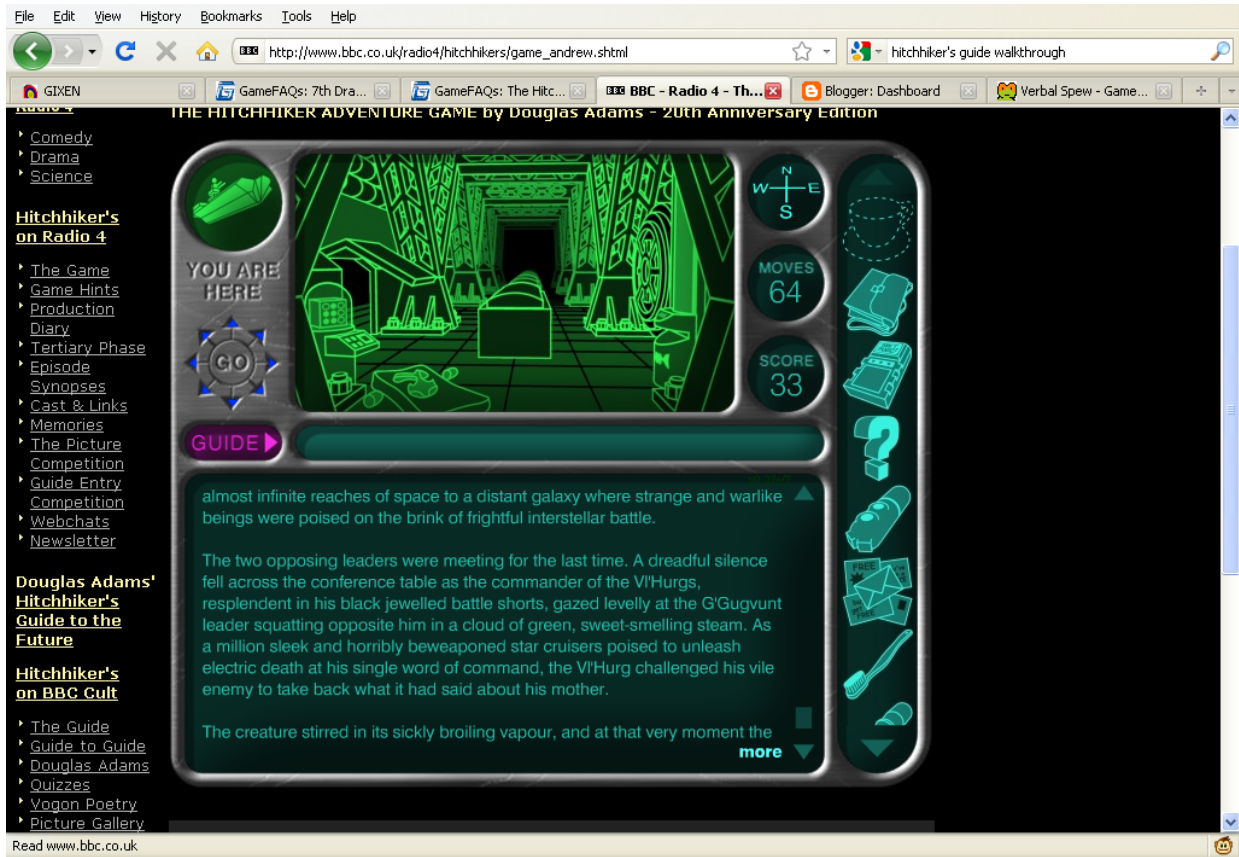 File Edit View History Bookmarks Tools Help
BBC http://www.bbc.co.uk/radio4/hitchhikers/game_andrew.shtml
hitchhiker's guide walkthrough
GIXEN
GameFAQs: 7th Dra...
GameFAQs: The Hitc...
BBC BBC - Radio 4 - Th...
Blogger: Dashboard
Verbal Spew - Game...
Radio 4
Comedy
Drama
Science
Hitchhiker's
on Radio 4
The Game
Game Hints
Production
Diary
Tertiary Phase
Episode
Synopses
Cast & Links
Memories
The Picture
Competition
Guide Entry
Competition
Webchats
Newsletter
Douglas Adams'
Hitchhiker's
Guide to the
Future
Hitchhiker's
on BBC Cult
The Guide
Guide to Guide
Douglas Adams
Quizzes
Vogon Poetry
Picture Gallery
THE HITCHHIKER ADVENTURE GAME by Douglas Adams - 20th Anniversary Edition
YOU ARE
HERE
GO
N
W E
S
MOVES
64
SCORE
33
GUIDE
almost infinite reaches of space to a distant galaxy where strange and warlike
beings were poised on the brink of frightful interstellar battle.
The two opposing leaders were meeting for the last time. A dreadful silence
fell across the conference table as the commander of the Vl'Hurgs,
resplendent in his black jewelled battle shorts, gazed levelly at the G'Gugvunt
leader squatting opposite him in a cloud of green, sweet-smelling steam. As
a million sleek and horribly beweaponed star cruisers poised to unleash
electric death at his single word of command, the Vl'Hurg challenged his vile
enemy to take back what it had said about his mother.
The creature stirred in its sickly broiling vapour, and at that very moment the
more
?
FREE
FREE
Read www.bbc.co.uk